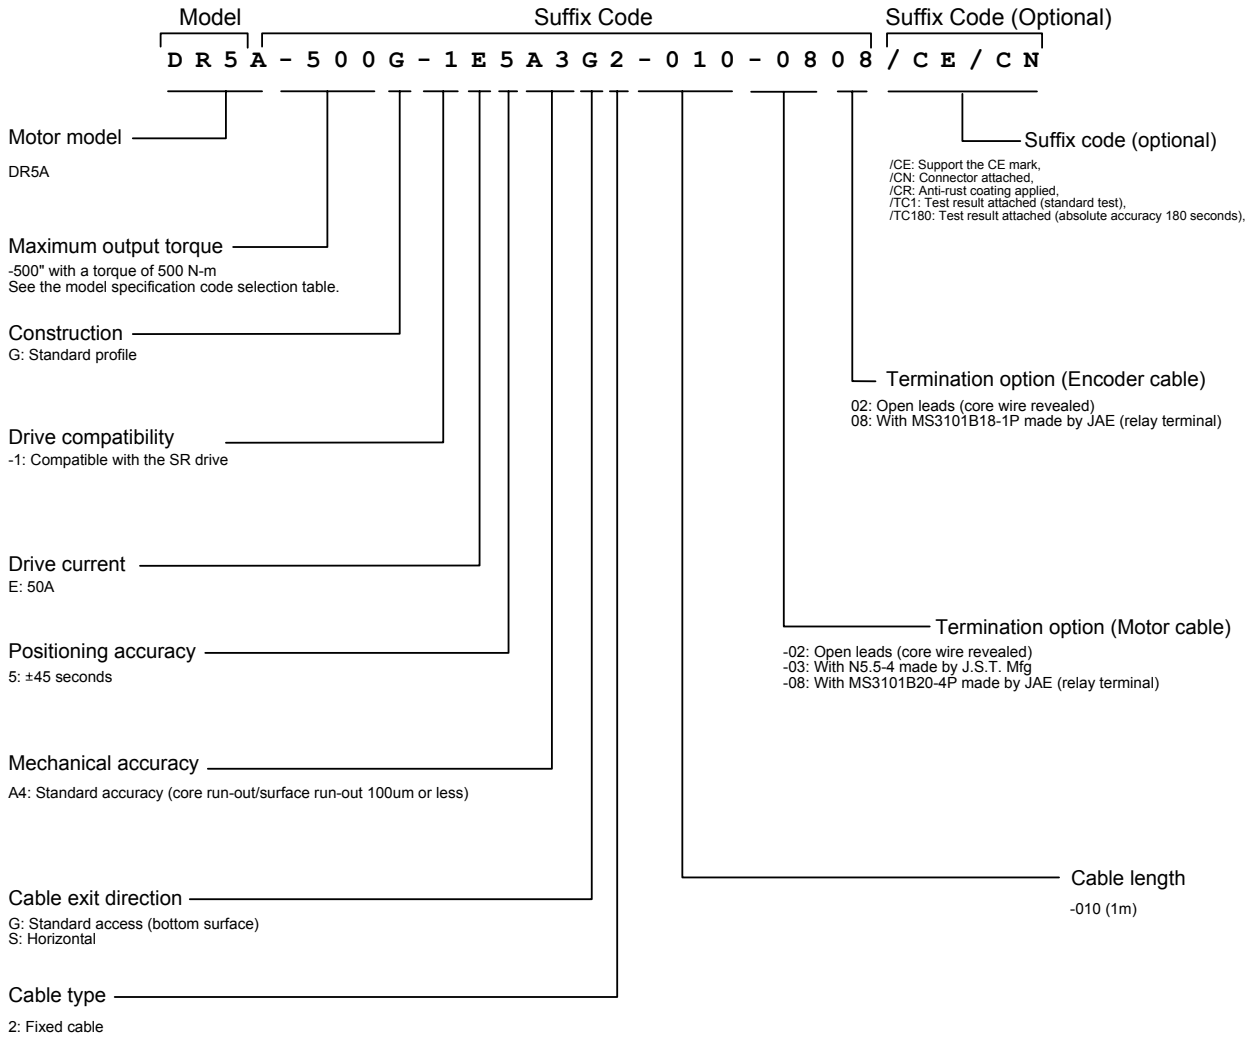 Model
Suffix Code
Suffix Code (Optional)
DR5A-500G-1E5A3G2-010-0808/CE/CN
Motor model
DR5A
Suffix code (optional)
/CE: Support the CE mark,
/CN: Connector attached,
/CR: Anti-rust coating applied,
/TC1: Test result attached (standard test),
/TC180: Test result attached (absolute accuracy 180 seconds),
Maximum output torque
-500" with a torque of 500 N-m
See the model specification code selection table.
Construction
G: Standard profile
Termination option (Encoder cable)
02: Open leads (core wire revealed)
08: With MS3101B18-1P made by JAE (relay terminal)
Drive compatibility
-1: Compatible with the SR drive
Drive current
E: 50A
Termination option (Motor cable)
-02: Open leads (core wire revealed)
-03: With N5.5-4 made by J.S.T. Mfg
-08: With MS3101B20-4P made by JAE (relay terminal)
Positioning accuracy
5: ±45 seconds
Mechanical accuracy
A4: Standard accuracy (core run-out/surface run-out 100um or less)
Cable length
-010 (1m)
Cable exit direction
G: Standard access (bottom surface)
S: Horizontal
Cable type
2: Fixed cable